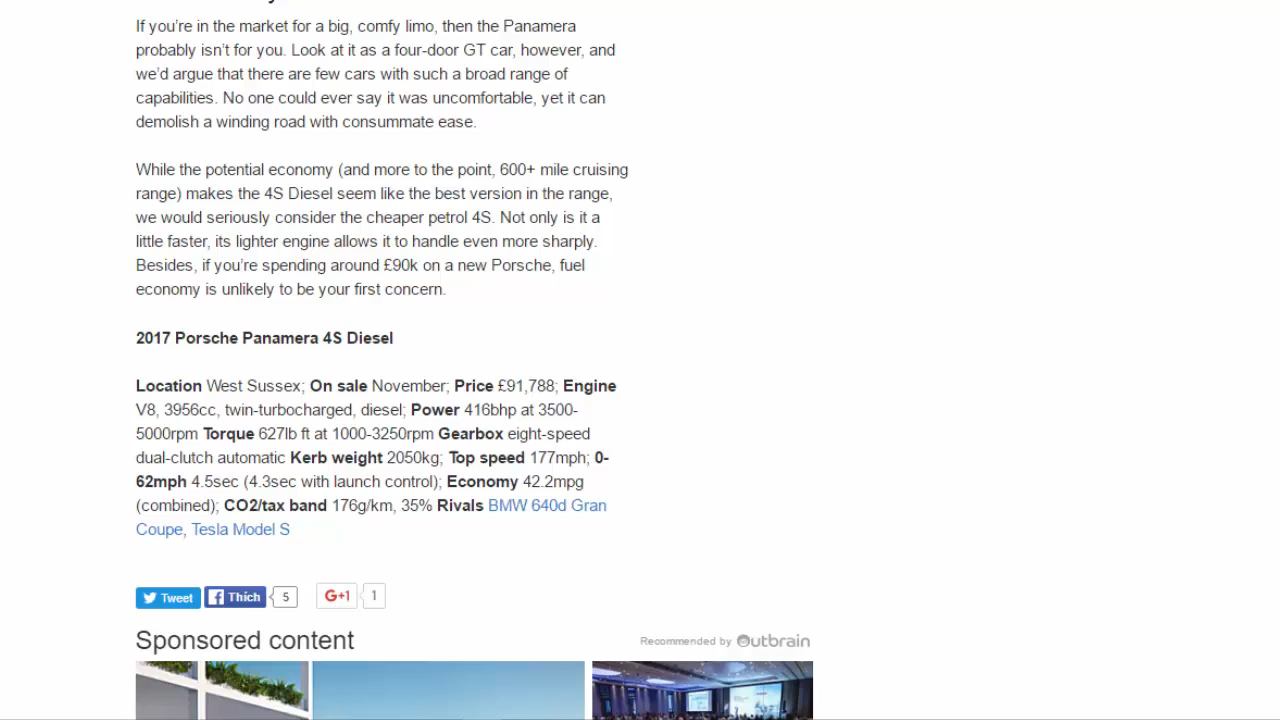 If you're in the market for a big, comfy limo, then the Panamera
probably isn't for you. Look at it as a four-door GT car, however, and
we'd argue that there are few cars with such a broad range of
capabilities. No one could ever say it was uncomfortable, yet it can
demolish a winding road with consummate ease.
While the potential economy (and more to the point, 600+ mile cruising
range) makes the 4S Diesel seem like the best version in the range,
we would seriously consider the cheaper petrol 4S. Not only is it a
little faster, its lighter engine allows it to handle even more sharply.
Besides, if you're spending around £90k on a new Porsche, fuel
economy is unlikely to be your first concern.
2017 Porsche Panamera 4S Diesel
Location West Sussex; On sale November; Price £91,788; Engine
V8, 3956cc, twin-turbocharged, diesel; Power 416bhp at 3500-
5000rpm Torque 627lb ft at 1000-3250rpm Gearbox eight-speed
dual-clutch automatic Kerb weight 2050kg; Top speed 177mph; 0-
62mph 4.5sec (4.3sec with launch control); Economy 42.2mpg
(combined); CO2/tax band 176g/km, 35% Rivals BMW 640d Gran
Coupe, Tesla Model S
Tweet Thích 5 G+1 1
Sponsored content Recommended by Outbrain